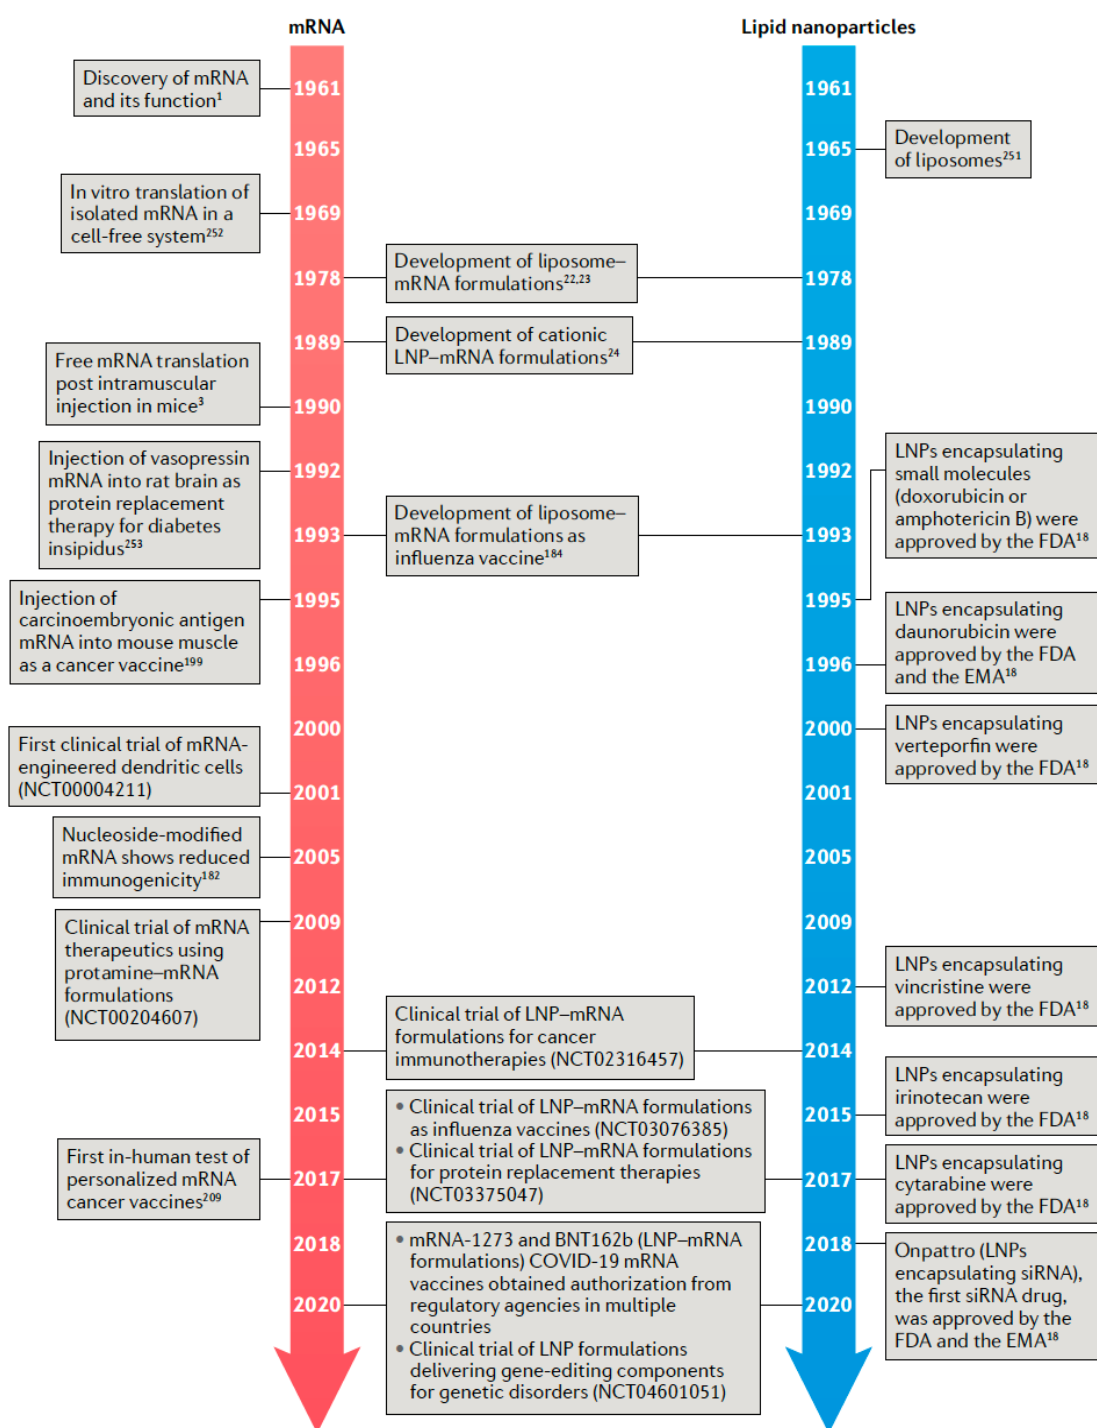 mRNA
Lipid nanoparticles
1961
1965
1969
1978
1989
1990
1992
1993
1995
1996
2000
2001
2005
2009
2012
2014
2015
2017
2018
2020
Discovery of mRNA
and its function¹
In vitro translation of
isolated mRNA in a
cell-free system²⁵²
Free mRNA translation
post intramuscular
injection in mice³
Injection of vasopressin
mRNA into rat brain as
protein replacement
therapy for diabetes
insipidus²⁵³
Injection of
carcinoembryonic antigen
mRNA into mouse muscle
as a cancer vaccine¹⁹⁹
First clinical trial of mRNA-
engineered dendritic cells
(NCT00004211)
Nucleoside-modified
mRNA shows reduced
immunogenicity¹⁸²
Clinical trial of mRNA
therapeutics using
protamine–mRNA
formulations
(NCT00204607)
First in-human test of
personalized mRNA
cancer vaccines²⁰⁹
Development of liposome–
mRNA formulations²²,²³
Development of cationic
LNP–mRNA formulations²⁴
Development of liposome–
mRNA formulations as
influenza vaccine¹⁸⁴
Clinical trial of LNP–mRNA
formulations for cancer
immunotherapies (NCT02316457)
• Clinical trial of LNP–mRNA formulations
as influenza vaccines (NCT03076385)
• Clinical trial of LNP–mRNA formulations
for protein replacement therapies
(NCT03375047)
• mRNA-1273 and BNT162b (LNP–mRNA
formulations) COVID-19 mRNA
vaccines obtained authorization from
regulatory agencies in multiple
countries
• Clinical trial of LNP formulations
delivering gene-editing components
for genetic disorders (NCT04601051)
1961
1965
1969
1978
1989
1990
1992
1993
1995
1996
2000
2001
2005
2009
2012
2014
2015
2017
2018
2020
Development
of liposomes²⁵¹
LNPs encapsulating
small molecules
(doxorubicin or
amphotericin B) were
approved by the FDA¹⁸
LNPs encapsulating
daunorubicin were
approved by the FDA
and the EMA¹⁸
LNPs encapsulating
verteporfin were
approved by the FDA¹⁸
LNPs encapsulating
vincristine were
approved by the FDA¹⁸
LNPs encapsulating
irinotecan were
approved by the FDA¹⁸
LNPs encapsulating
cytarabine were
approved by the FDA¹⁸
Onpattro (LNPs
encapsulating siRNA),
the first siRNA drug,
was approved by the
FDA and the EMA¹⁸